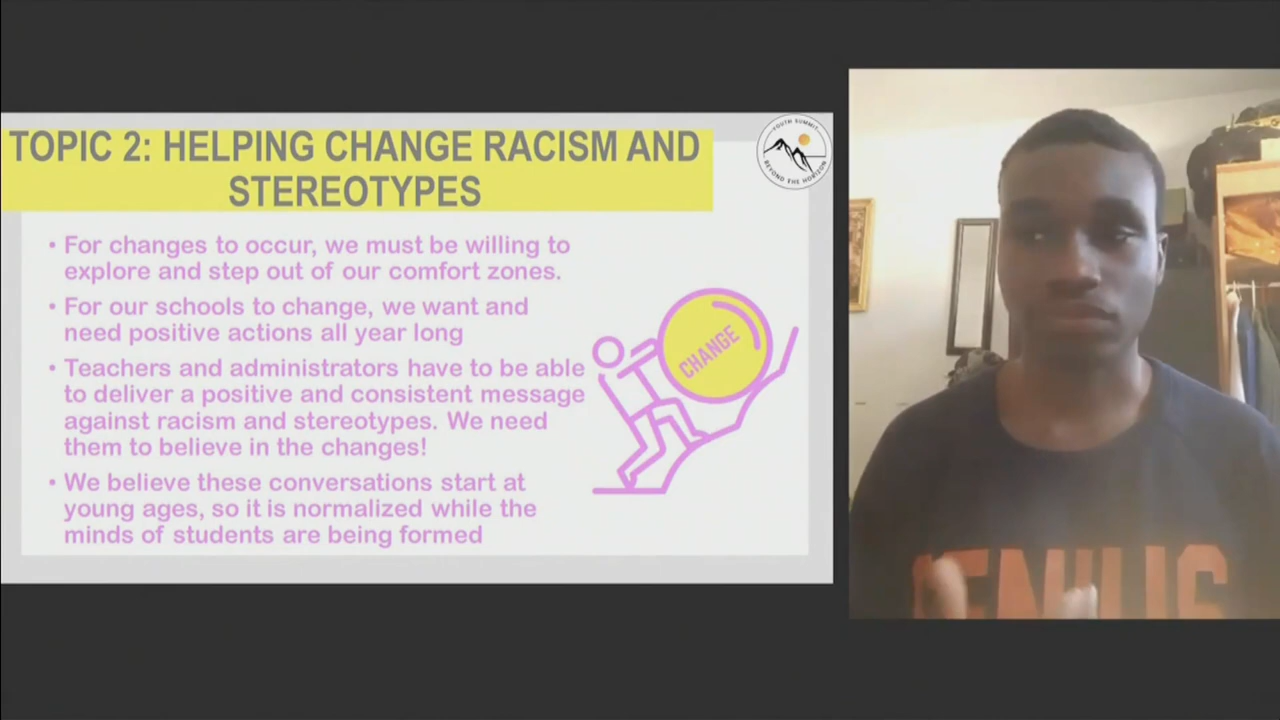 TOPIC 2: HELPING CHANGE RACISM AND
STEREOTYPES
YOUTH SUMMIT
BEYOND THE HORIZON
• For changes to occur, we must be willing to
explore and step out of our comfort zones.
• For our schools to change, we want and
need positive actions all year long
• Teachers and administrators have to be able
to deliver a positive and consistent message
against racism and stereotypes. We need
them to believe in the changes!
• We believe these conversations start at
young ages, so it is normalized while the
minds of students are being formed
CHANGE
GENIUS